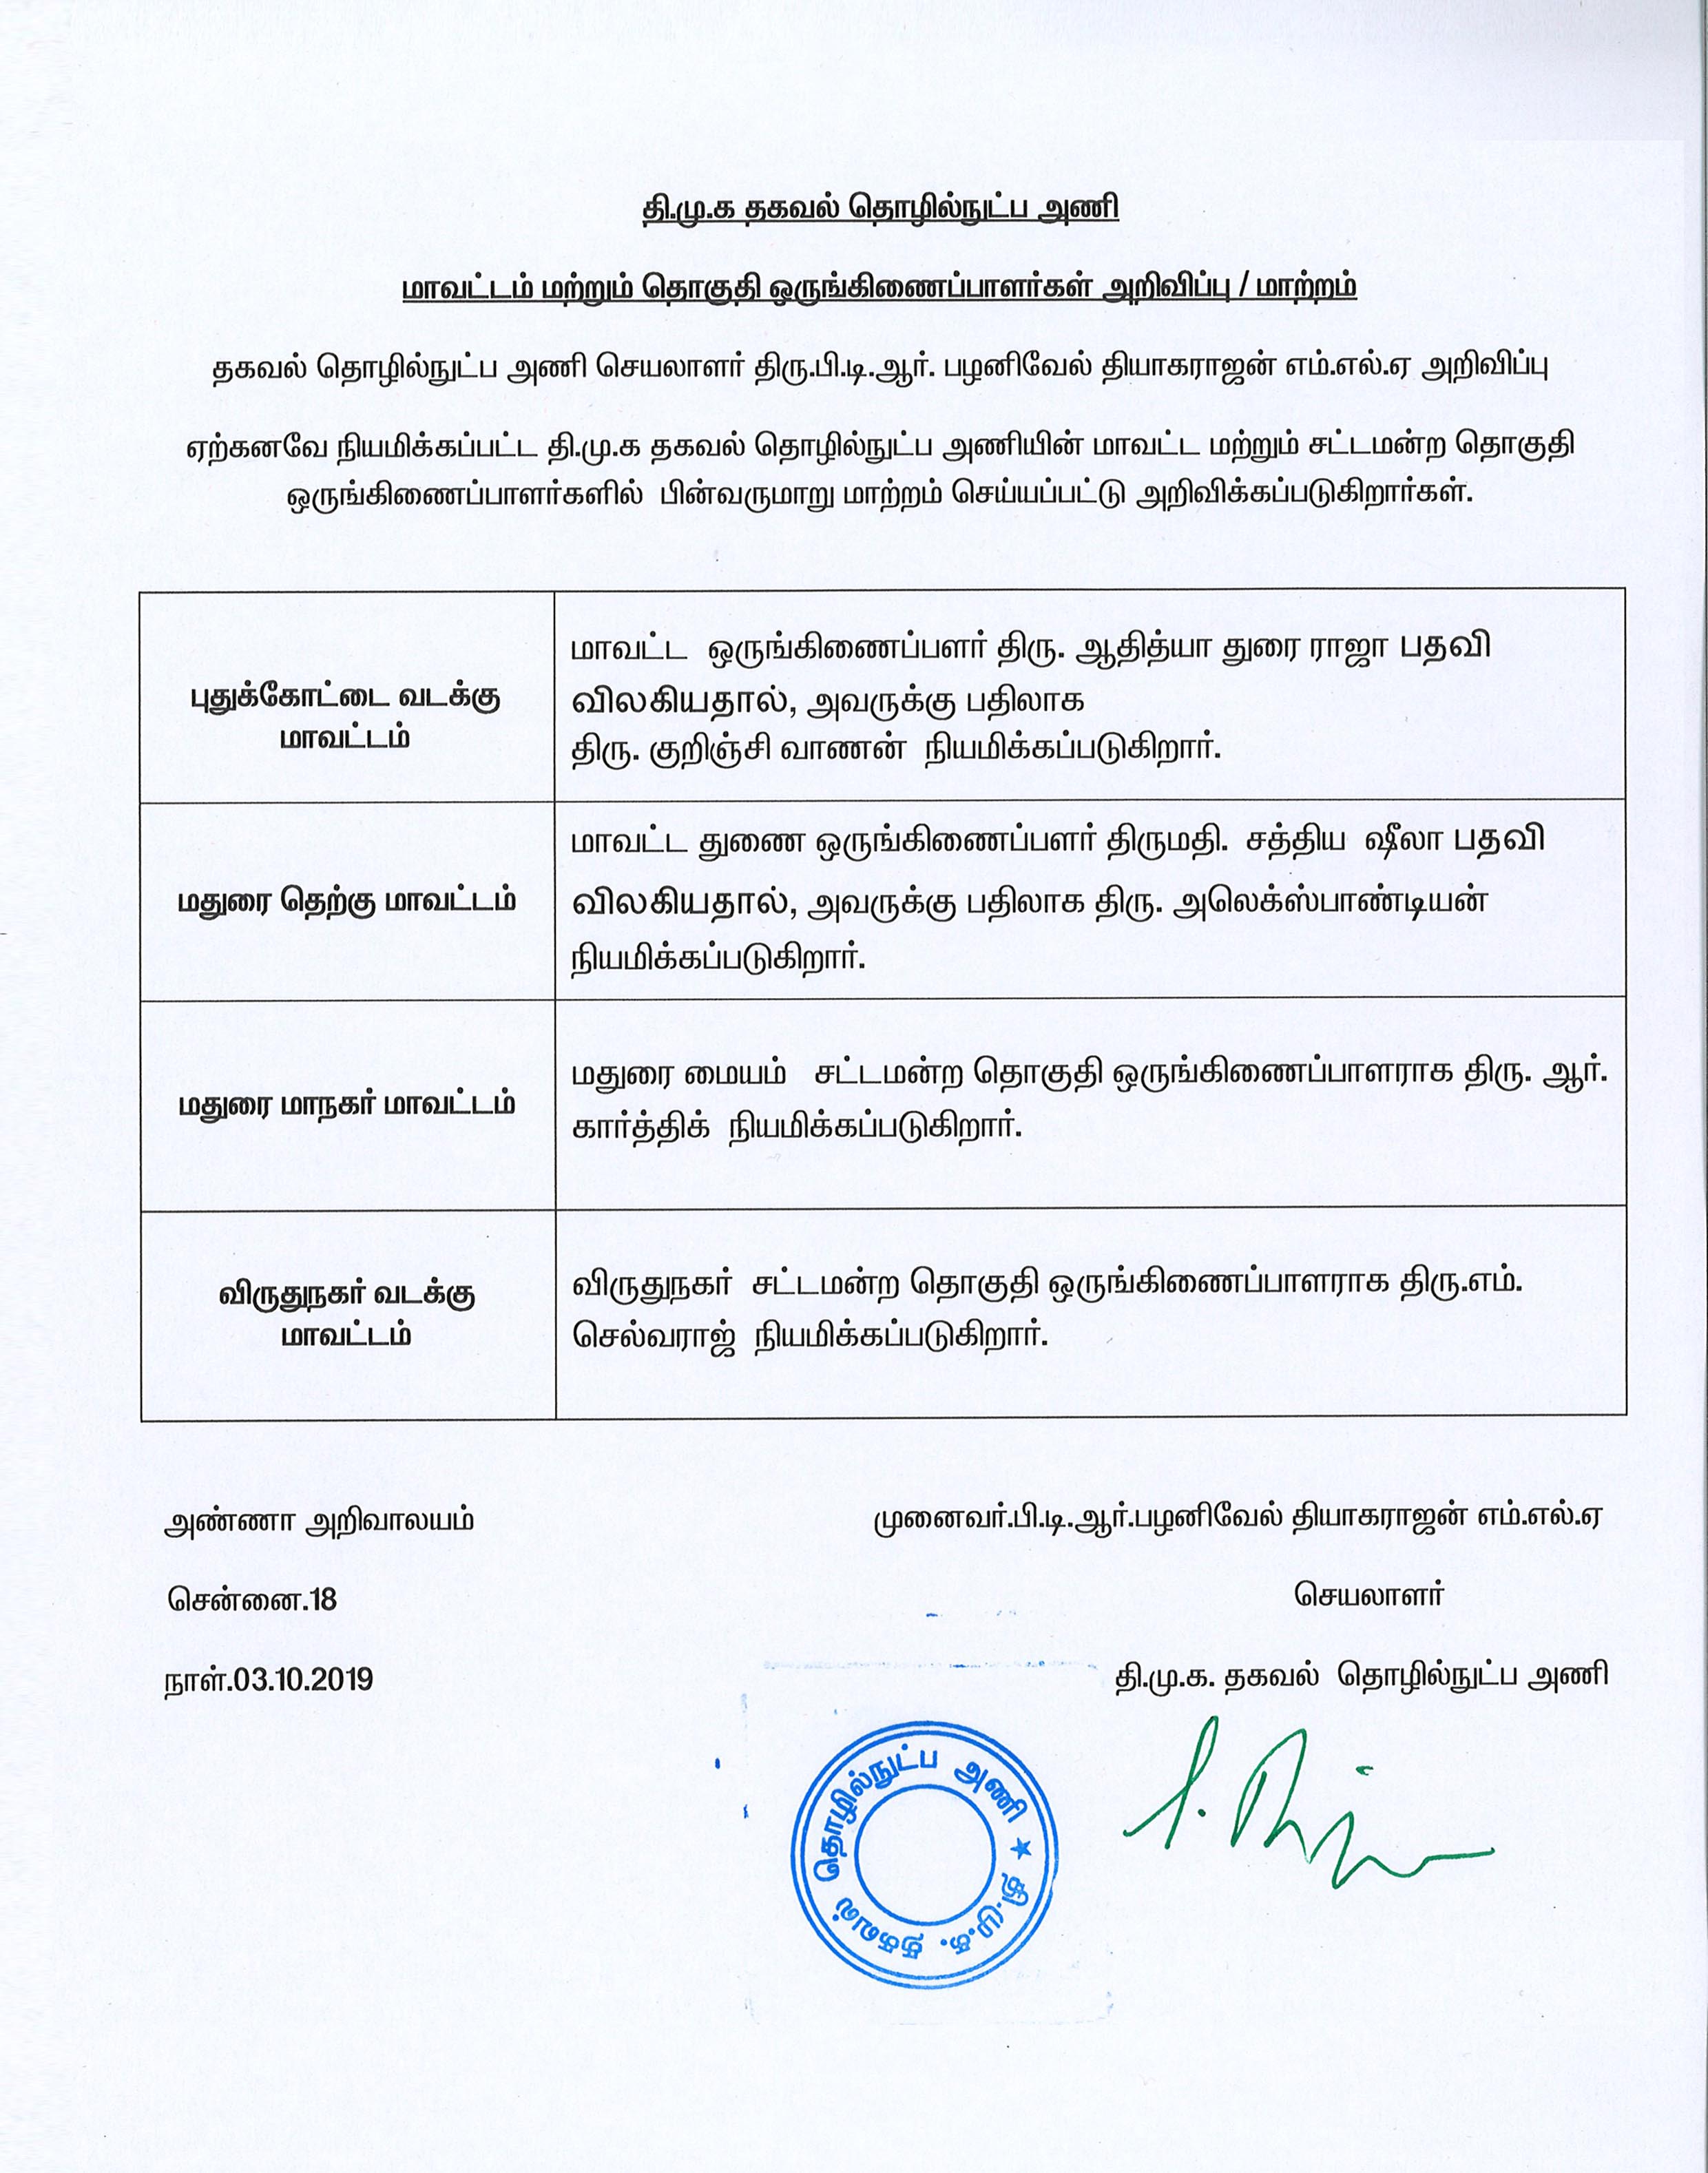 தி.மு.க தகவல் தொழில்நுட்ப அணி
மாவட்டம் மற்றும் தொகுதி ஒருங்கிணைப்பாளர்கள் அறிவிப்பு / மாற்றம்
தகவல் தொழில்நுட்ப அணி செயலாளர் திரு.பி.டி.ஆர். பழனிவேல் தியாகராஜன் எம்.எல்.ஏ அறிவிப்பு
ஏற்கனவே நியமிக்கப்பட்ட தி.மு.க தகவல் தொழில்நுட்ப அணியின் மாவட்ட மற்றும் சட்டமன்ற தொகுதி
ஒருங்கிணைப்பாளர்களில் பின்வருமாறு மாற்றம் செய்யப்பட்டு அறிவிக்கப்படுகிறார்கள்.
புதுக்கோட்டை வடக்கு
மாவட்டம்
மாவட்ட ஒருங்கிணைப்பளர் திரு. ஆதித்யா துரை ராஜா பதவி
விலகியதால், அவருக்கு பதிலாக
திரு. குறிஞ்சி வாணன் நியமிக்கப்படுகிறார்.
மதுரை தெற்கு மாவட்டம்
மாவட்ட துணை ஒருங்கிணைப்பளர் திருமதி. சத்திய ஷீலா பதவி
விலகியதால், அவருக்கு பதிலாக திரு. அலெக்ஸ்பாண்டியன்
நியமிக்கப்படுகிறார்.
மதுரை மாநகர் மாவட்டம்
மதுரை மையம் சட்டமன்ற தொகுதி ஒருங்கிணைப்பாளராக திரு. ஆர்.
கார்த்திக் நியமிக்கப்படுகிறார்.
விருதுநகர் வடக்கு
மாவட்டம்
விருதுநகர் சட்டமன்ற தொகுதி ஒருங்கிணைப்பாளராக திரு.எம்.
செல்வராஜ் நியமிக்கப்படுகிறார்.
அண்ணா அறிவாலயம்
முனைவர்.பி.டி.ஆர்.பழனிவேல் தியாகராஜன் எம்.எல்.ஏ
சென்னை.18
செயலாளர்
நாள்.03.10.2019
தி.மு.க. தகவல் தொழில்நுட்ப அணி
தி.மு.க. தகவல் தொழில்நுட்ப அணி ★